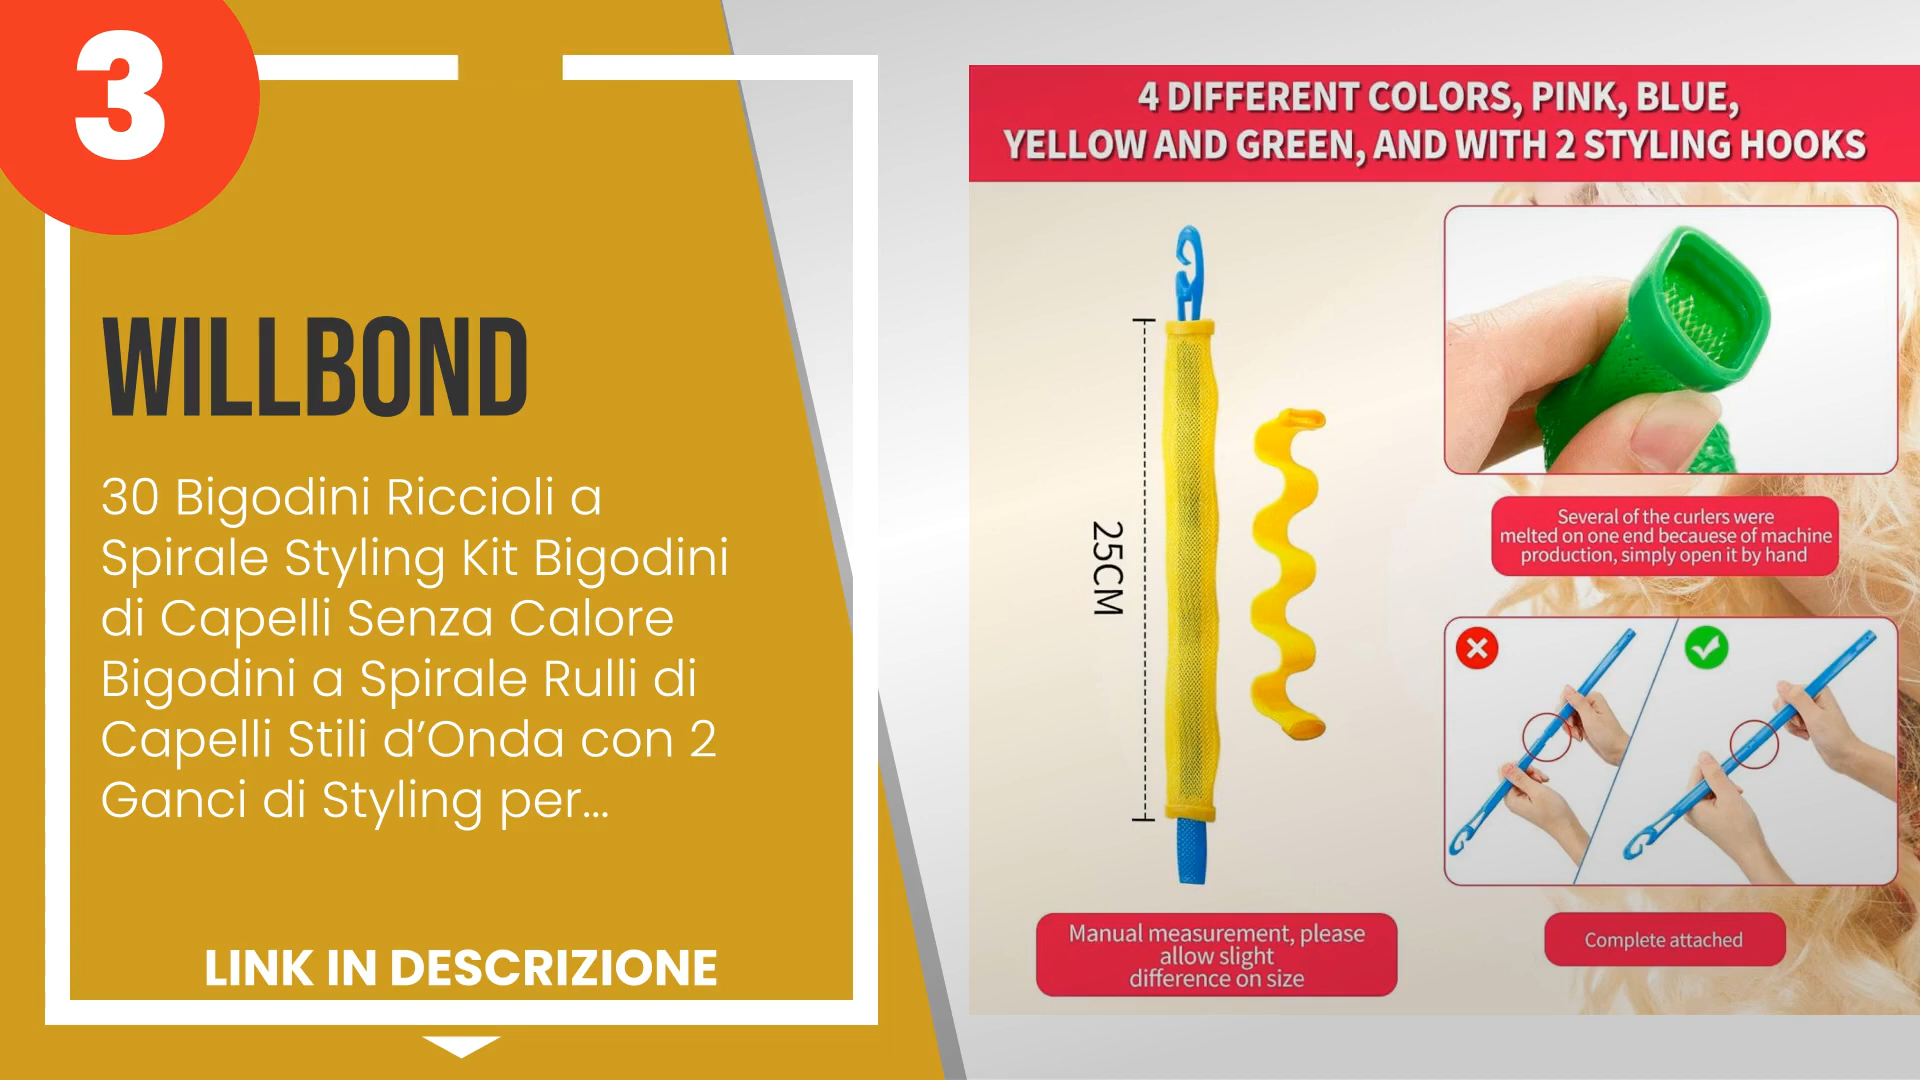 3
WILLBOND
30 Bigodini Riccioli a
Spirale Styling Kit Bigodini
di Capelli Senza Calore
Bigodini a Spirale Rulli di
Capelli Stili d’Onda con 2
Ganci di Styling per...
LINK IN DESCRIZIONE
4 DIFFERENT COLORS, PINK, BLUE,
YELLOW AND GREEN, AND WITH 2 STYLING HOOKS
25CM
Several of the curlers were
melted on one end becauese of machine
production, simply open it by hand
Manual measurement, please
allow slight
difference on size
Complete attached